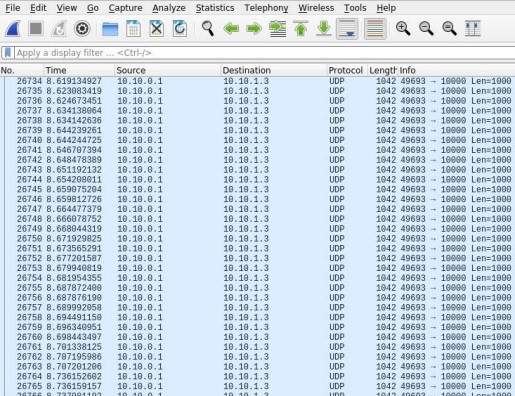 File Edit View Go Capture Analyze Statistics Telephony Wireless Tools Help
Apply a display filter ... <Ctrl-/>
No. Time Source Destination Protocol Length Info
26734 8.619134927 10.10.0.1 10.10.1.3 UDP 1042 49693 → 10000 Len=1000
26735 8.623083419 10.10.0.1 10.10.1.3 UDP 1042 49693 → 10000 Len=1000
26736 8.624673451 10.10.0.1 10.10.1.3 UDP 1042 49693 → 10000 Len=1000
26737 8.634138064 10.10.0.1 10.10.1.3 UDP 1042 49693 → 10000 Len=1000
26738 8.634142636 10.10.0.1 10.10.1.3 UDP 1042 49693 → 10000 Len=1000
26739 8.644239261 10.10.0.1 10.10.1.3 UDP 1042 49693 → 10000 Len=1000
26740 8.644244725 10.10.0.1 10.10.1.3 UDP 1042 49693 → 10000 Len=1000
26741 8.646707394 10.10.0.1 10.10.1.3 UDP 1042 49693 → 10000 Len=1000
26742 8.648478389 10.10.0.1 10.10.1.3 UDP 1042 49693 → 10000 Len=1000
26743 8.651192132 10.10.0.1 10.10.1.3 UDP 1042 49693 → 10000 Len=1000
26744 8.654208011 10.10.0.1 10.10.1.3 UDP 1042 49693 → 10000 Len=1000
26745 8.659075204 10.10.0.1 10.10.1.3 UDP 1042 49693 → 10000 Len=1000
26746 8.659812726 10.10.0.1 10.10.1.3 UDP 1042 49693 → 10000 Len=1000
26747 8.664477379 10.10.0.1 10.10.1.3 UDP 1042 49693 → 10000 Len=1000
26748 8.666078752 10.10.0.1 10.10.1.3 UDP 1042 49693 → 10000 Len=1000
26749 8.668044319 10.10.0.1 10.10.1.3 UDP 1042 49693 → 10000 Len=1000
26750 8.671929825 10.10.0.1 10.10.1.3 UDP 1042 49693 → 10000 Len=1000
26751 8.673565291 10.10.0.1 10.10.1.3 UDP 1042 49693 → 10000 Len=1000
26752 8.677201587 10.10.0.1 10.10.1.3 UDP 1042 49693 → 10000 Len=1000
26753 8.679940819 10.10.0.1 10.10.1.3 UDP 1042 49693 → 10000 Len=1000
26754 8.681954355 10.10.0.1 10.10.1.3 UDP 1042 49693 → 10000 Len=1000
26755 8.687872400 10.10.0.1 10.10.1.3 UDP 1042 49693 → 10000 Len=1000
26756 8.687876190 10.10.0.1 10.10.1.3 UDP 1042 49693 → 10000 Len=1000
26757 8.689992058 10.10.0.1 10.10.1.3 UDP 1042 49693 → 10000 Len=1000
26758 8.694491150 10.10.0.1 10.10.1.3 UDP 1042 49693 → 10000 Len=1000
26759 8.696340951 10.10.0.1 10.10.1.3 UDP 1042 49693 → 10000 Len=1000
26760 8.698443497 10.10.0.1 10.10.1.3 UDP 1042 49693 → 10000 Len=1000
26761 8.701338125 10.10.0.1 10.10.1.3 UDP 1042 49693 → 10000 Len=1000
26762 8.707195986 10.10.0.1 10.10.1.3 UDP 1042 49693 → 10000 Len=1000
26763 8.707201206 10.10.0.1 10.10.1.3 UDP 1042 49693 → 10000 Len=1000
26764 8.736152602 10.10.0.1 10.10.1.3 UDP 1042 49693 → 10000 Len=1000
26765 8.736159157 10.10.0.1 10.10.1.3 UDP 1042 49693 → 10000 Len=1000